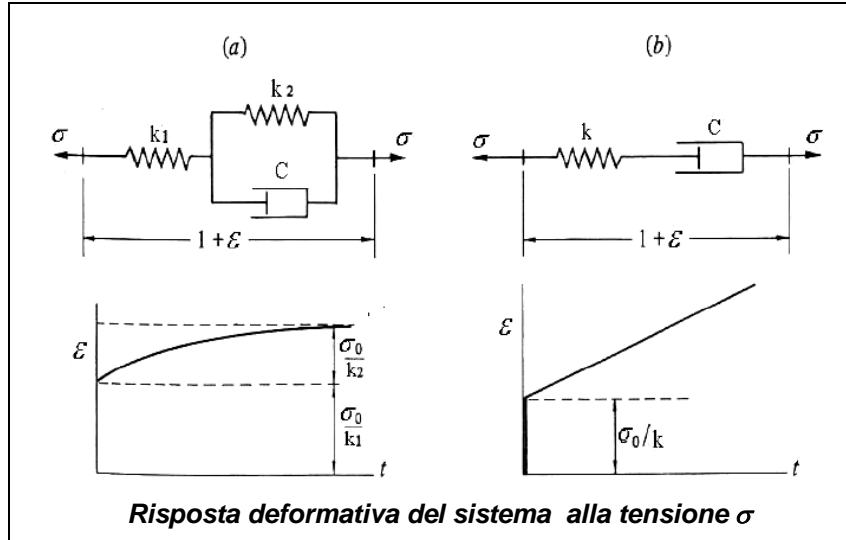 (a)
(b)
k2
σ
k1
σ
C
1+ε
σ
k
C
σ
1+ε
ε
σ0/k2
σ0/k1
t
ε
σ0/k
t
Risposta deformativa del sistema alla tensione σ